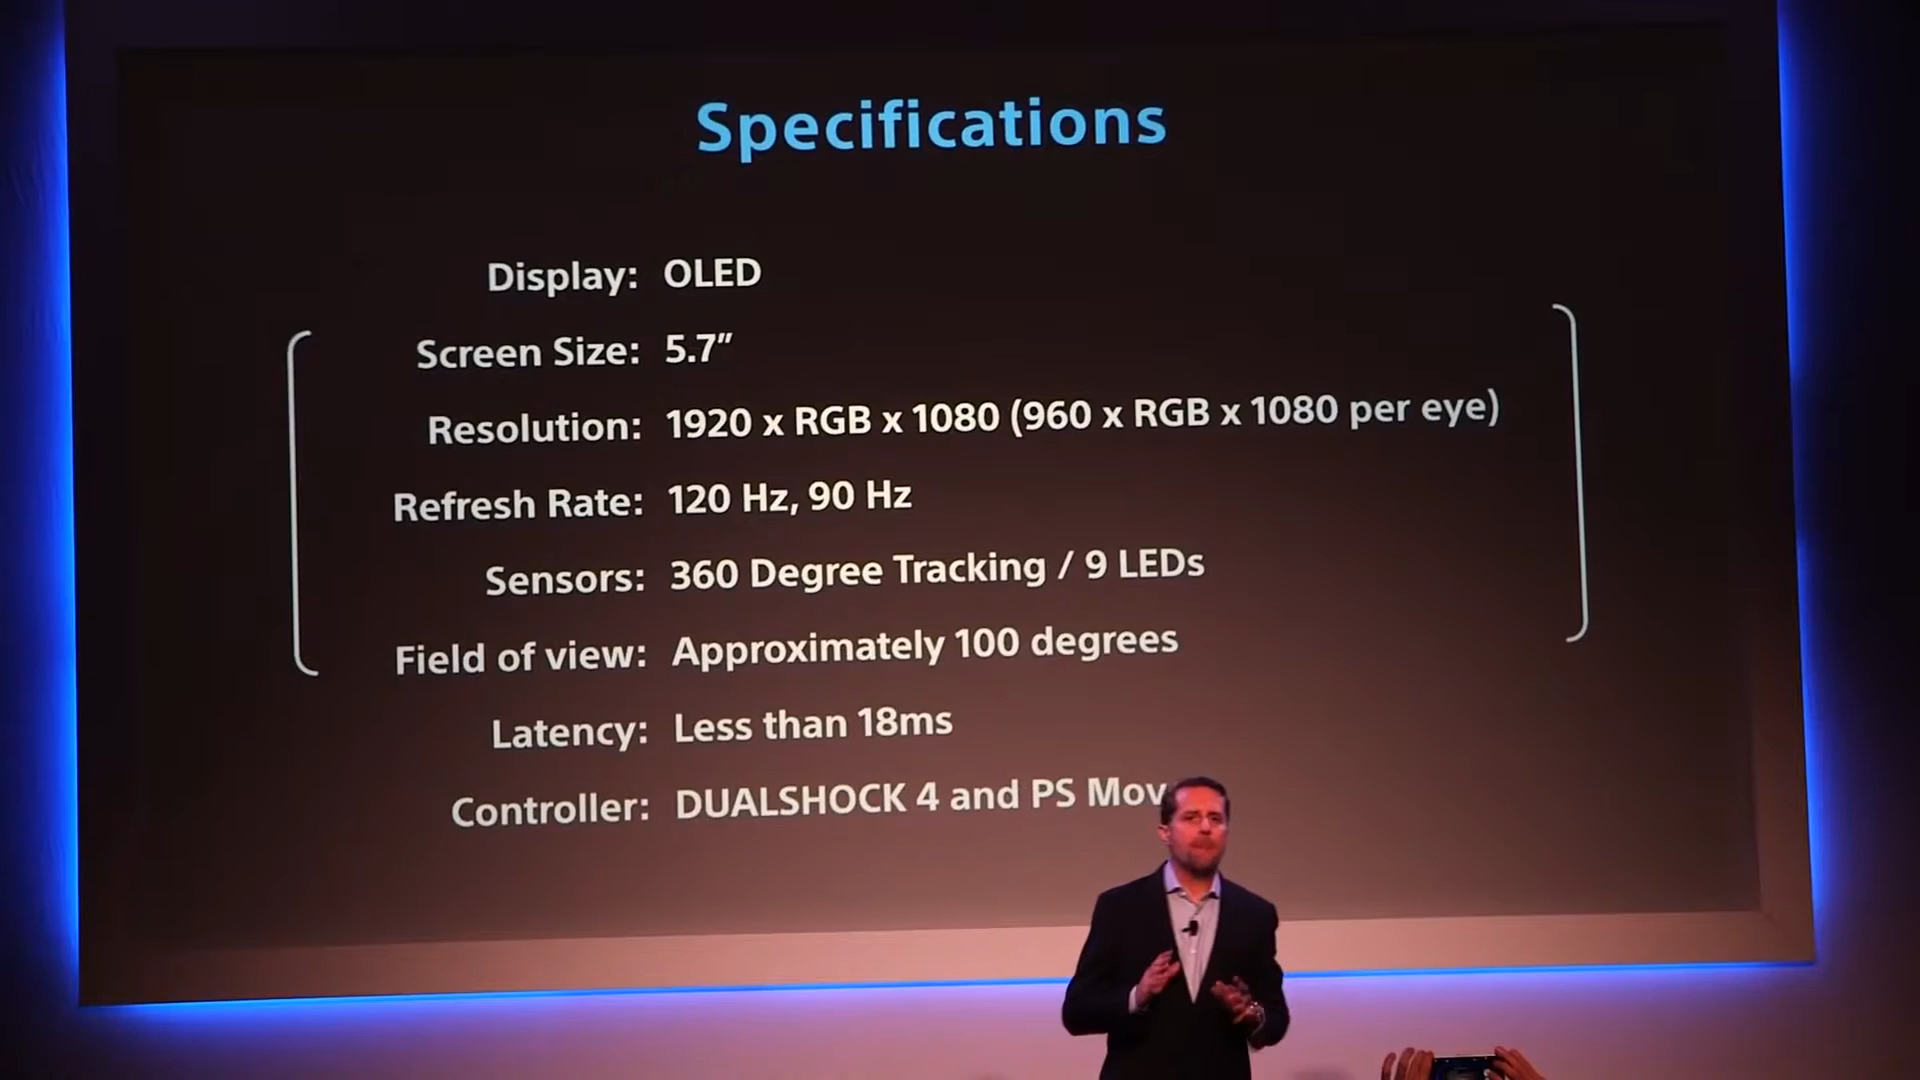 Specifications
Display: OLED
Screen Size: 5.7”
Resolution: 1920 x RGB x 1080 (960 x RGB x 1080 per eye)
Refresh Rate: 120 Hz, 90 Hz
Sensors: 360 Degree Tracking / 9 LEDs
Field of view: Approximately 100 degrees
Latency: Less than 18ms
Controller: DUALSHOCK 4 and PS Mov